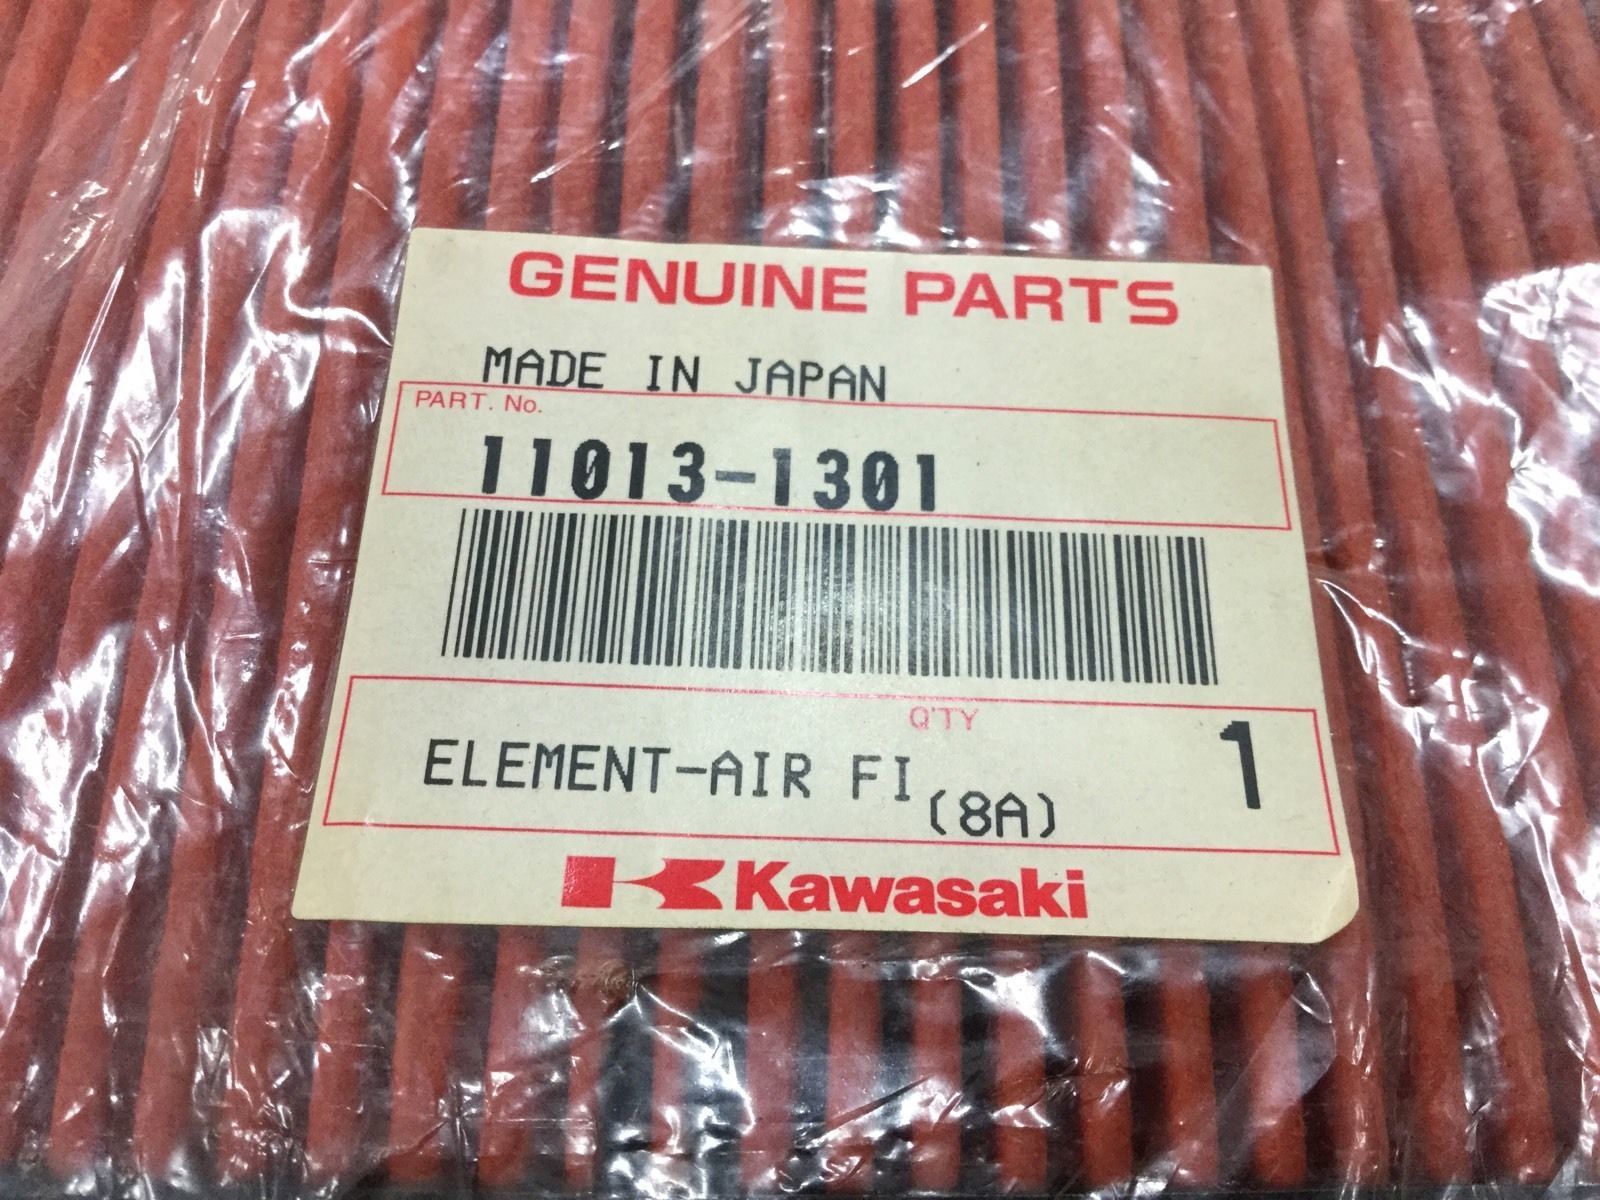 GENUINE PARTS
MADE IN JAPAN
PART. No.
11013-1301
Q'TY
ELEMENT-AIR FI(8A) 1
Kawasaki